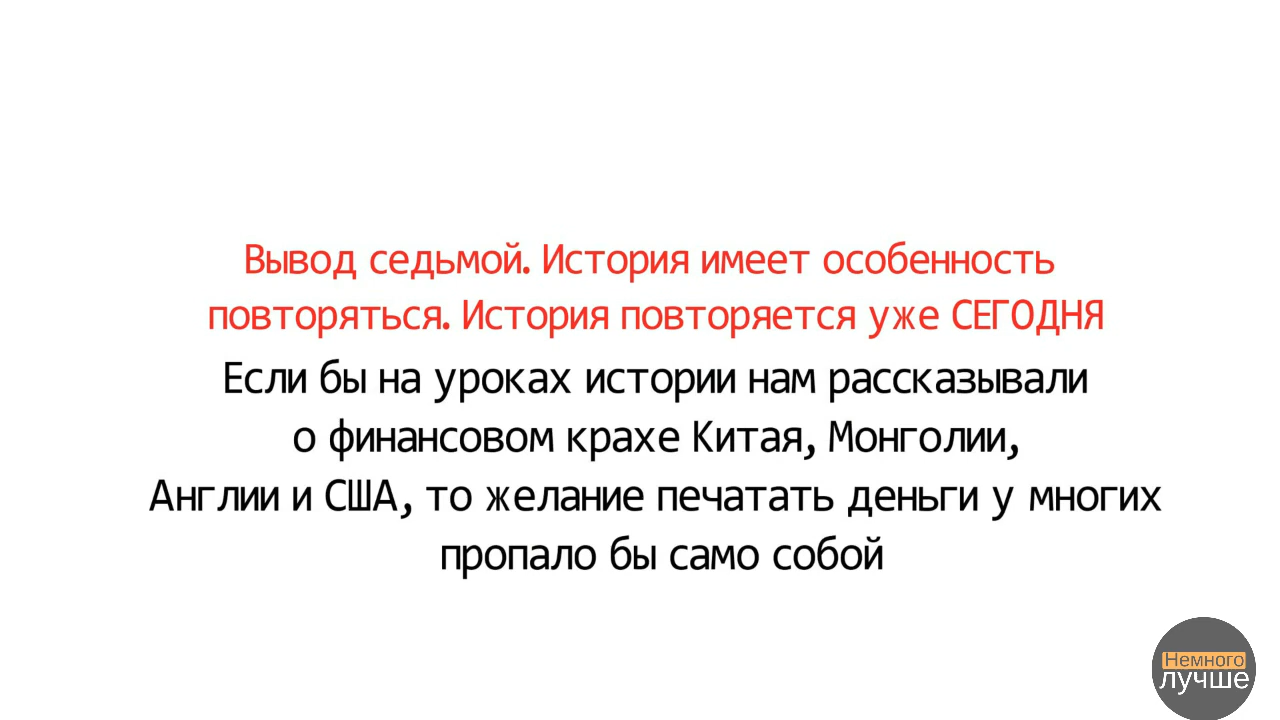 Вывод седьмой. История имеет особенность
повторяться. История повторяется уже СЕГОДНЯ
Если бы на уроках истории нам рассказывали
о финансовом крахе Китая, Монголии,
Англии и США, то желание печатать деньги у многих
пропало бы само собой
Немного
лучше